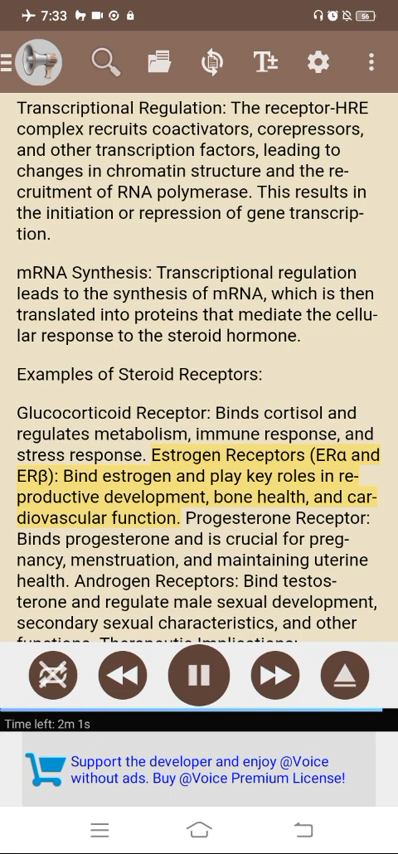 7:33
56
T±
Transcriptional Regulation: The receptor-HRE
complex recruits coactivators, corepressors,
and other transcription factors, leading to
changes in chromatin structure and the re-
cruitment of RNA polymerase. This results in
the initiation or repression of gene transcrip-
tion.
mRNA Synthesis: Transcriptional regulation
leads to the synthesis of mRNA, which is then
translated into proteins that mediate the cellu-
lar response to the steroid hormone.
Examples of Steroid Receptors:
Glucocorticoid Receptor: Binds cortisol and
regulates metabolism, immune response, and
stress response. Estrogen Receptors (ERα and
ERβ): Bind estrogen and play key roles in re-
productive development, bone health, and car-
diovascular function. Progesterone Receptor:
Binds progesterone and is crucial for preg-
nancy, menstruation, and maintaining uterine
health. Androgen Receptors: Bind testos-
terone and regulate male sexual development,
secondary sexual characteristics, and other
functions. Therapeutic Implications:
Time left: 2m 1s
Support the developer and enjoy @Voice
without ads. Buy @Voice Premium License!